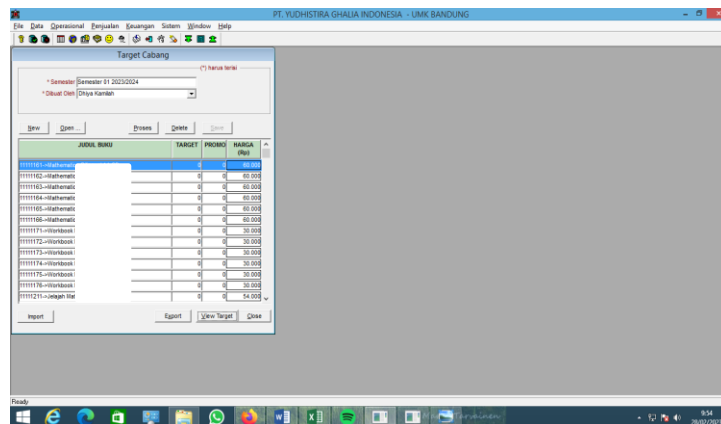 PT. YUDHISTIRA GHALIA INDONESIA - UMK BANDUNG
File Data Operasional Penjualan Keuangan Sistem Window Help
Target Cabang
(*) harus terisi
* Semester Semester 01 2023/2024
* Dibuat Oleh Dhiya Kamilah
New Open ... Proses Delete Save
JUDUL BUKU TARGET PROMO HARGA (Rp)
11111161->Mathematic 0 0 60.000
11111162->Mathematic 0 0 60.000
11111163->Mathematic 0 0 60.000
11111164->Mathematic 0 0 60.000
11111165->Mathematic 0 0 60.000
11111166->Mathematic 0 0 60.000
11111171->Workbook 0 0 30.000
11111172->Workbook 0 0 30.000
11111173->Workbook 0 0 30.000
11111174->Workbook 0 0 30.000
11111175->Workbook 0 0 30.000
11111176->Workbook 0 0 30.000
11111211->Jelajah Mat 0 0 54.000
Import Export View Target Close
Ready
9:54